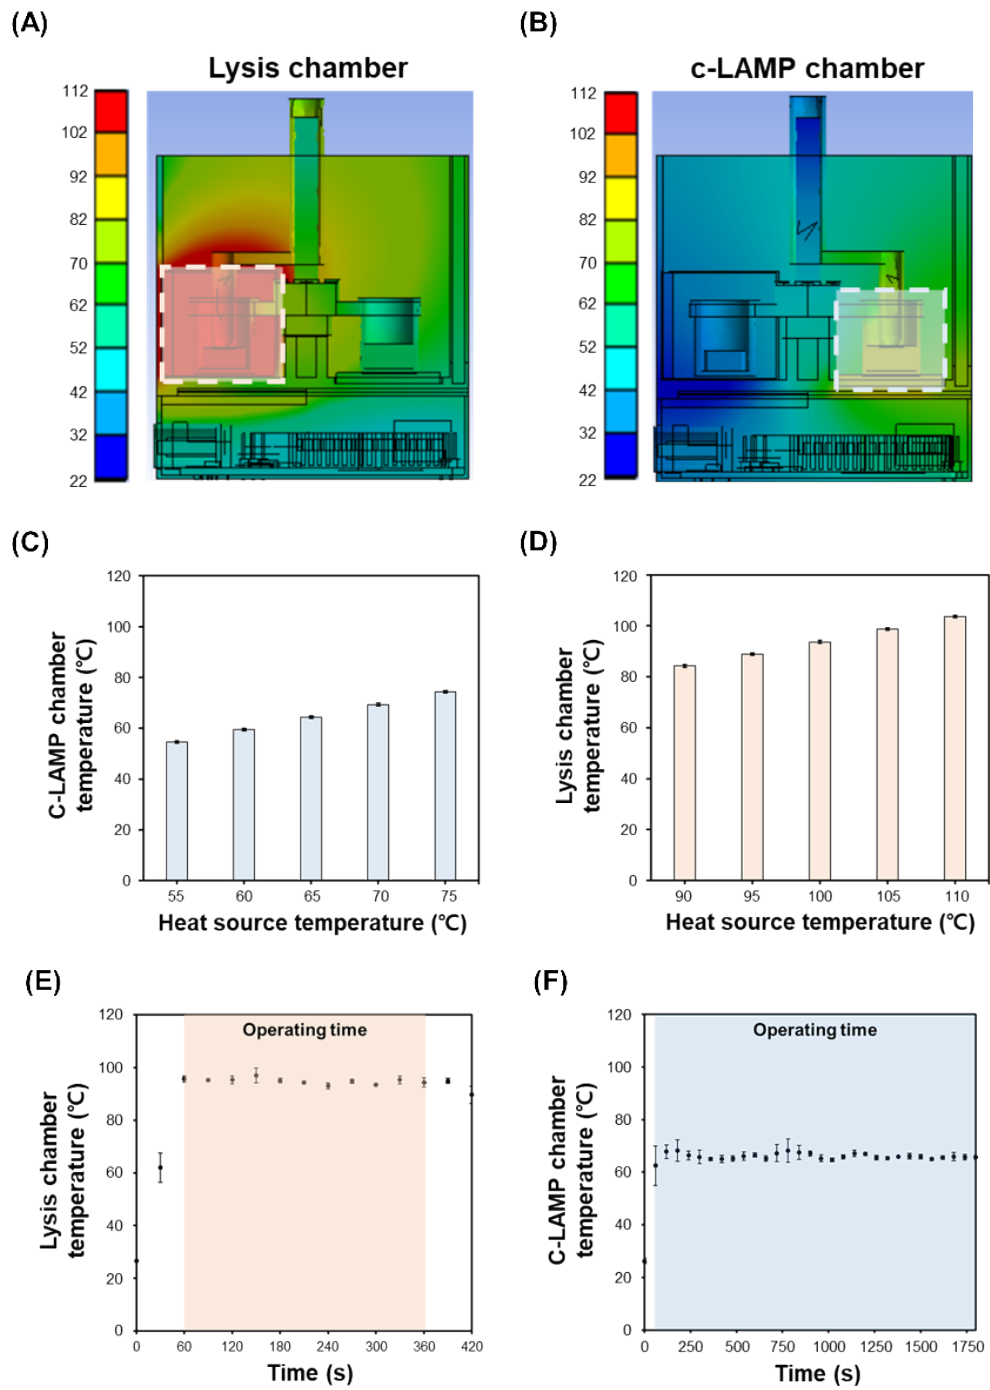 (A)
Lysis chamber
112
102
92
82
70
62
52
42
32
22
(B)
c-LAMP chamber
112
102
92
82
70
62
52
42
32
22
(C)
C-LAMP chamber
temperature (℃)
120
100
80
60
40
20
0
55 60 65 70 75
Heat source temperature (℃)
(D)
Lysis chamber
temperature (℃)
120
100
80
60
40
20
0
90 95 100 105 110
Heat source temperature (℃)
(E)
Lysis chamber
temperature (℃)
120
100
80
60
40
20
0
Operating time
0 60 120 180 240 300 360 420
Time (s)
(F)
C-LAMP chamber
temperature (℃)
120
100
80
60
40
20
0
Operating time
0 250 500 750 1000 1250 1500 1750
Time (s)